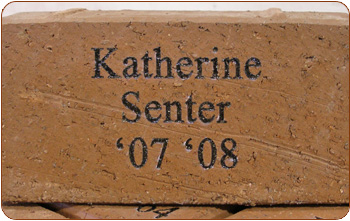 Katherine
Senter
‘07 ‘08